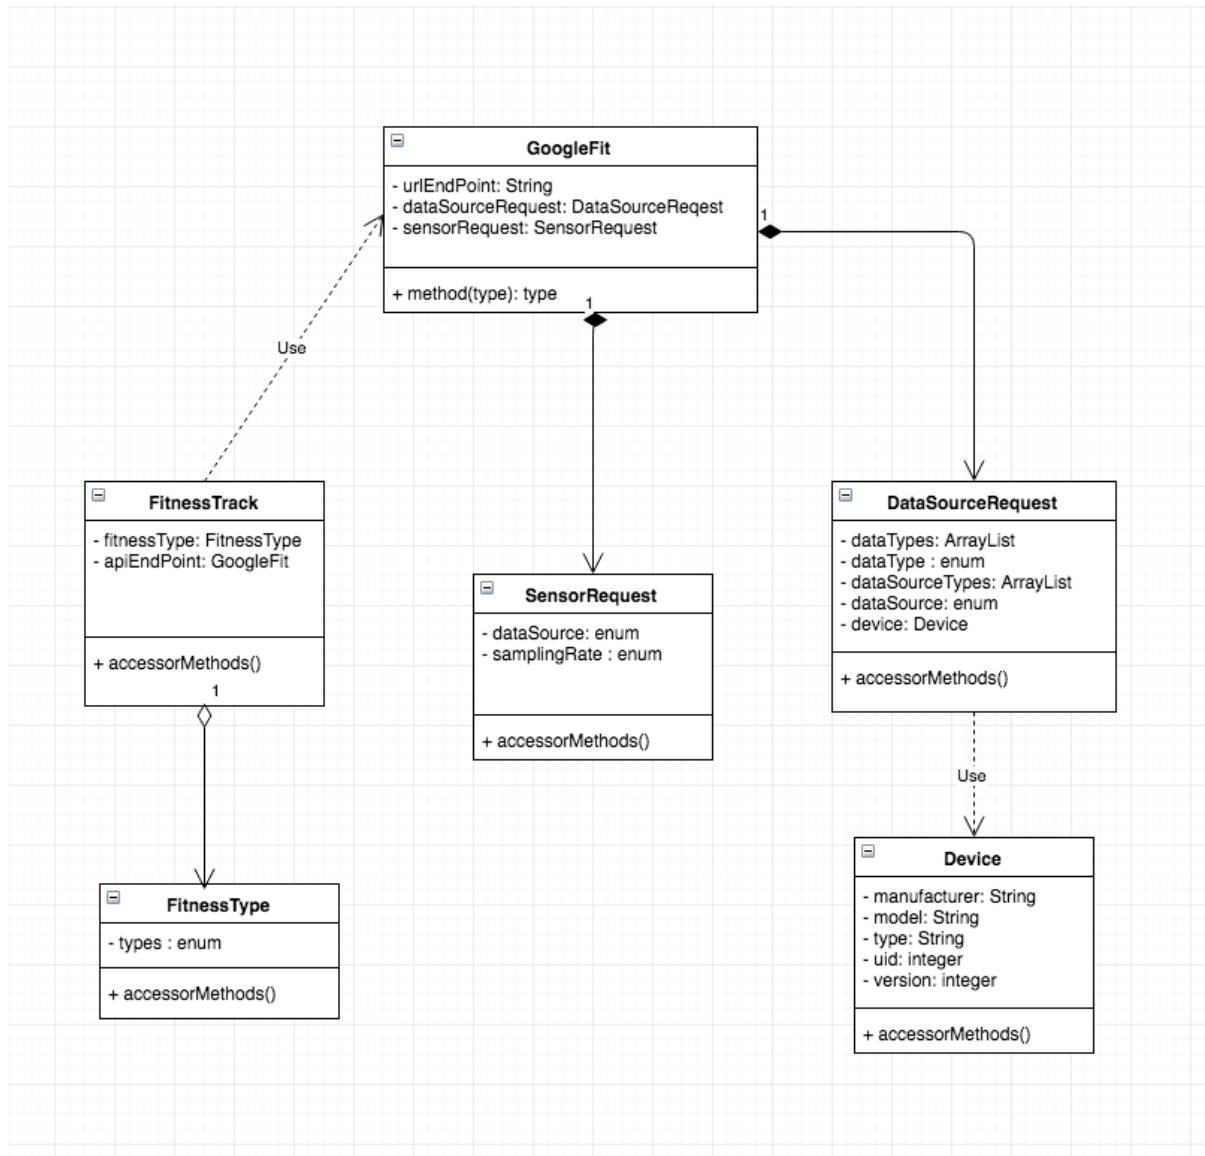 GoogleFit
- urlEndPoint: String
- dataSourceRequest: DataSourceReqest
- sensorRequest: SensorRequest
+ method(type): type
1
1
Use
FitnessTrack
- fitnessType: FitnessType
- apiEndPoint: GoogleFit
+ accessorMethods()
1
SensorRequest
- dataSource: enum
- samplingRate : enum
+ accessorMethods()
DataSourceRequest
- dataTypes: ArrayList
- dataType : enum
- dataSourceTypes: ArrayList
- dataSource: enum
- device: Device
+ accessorMethods()
Use
FitnessType
- types : enum
+ accessorMethods()
Device
- manufacturer: String
- model: String
- type: String
- uid: integer
- version: integer
+ accessorMethods()